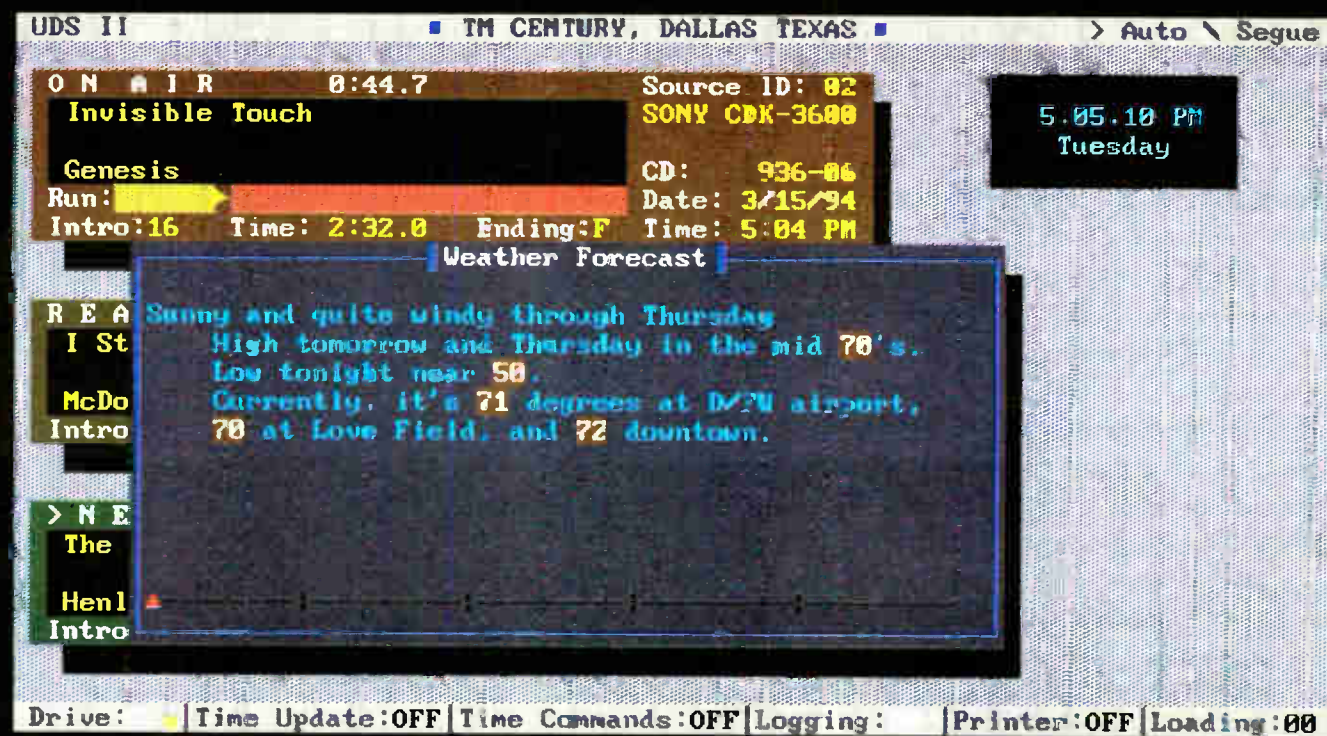 UDS II ■ TM CENTURY, DALLAS TEXAS ■ > Auto \ Segue
O N A I R 0:44.7 Source ID: 02
Invisible Touch SONY CDK-3600
Genesis CD: 936-06
Run: Date: 3/15/94
Intro:16 Time: 2:32.0 Ending:F Time: 5:04 PM
5.05.10 PM
Tuesday
Weather Forecast
R E A
I St
McDo
Intro
Sunny and quite windy through Thursday
High tomorrow and Thursday in the mid 70's.
Low tonight near 50.
Currently, it's 71 degrees at D/FW airport,
70 at Love Field, and 72 downtown.
> N E
The
Henl
Intro
Drive: |Time Update:OFF|Time Commands:OFF|Logging: |Printer:OFF|Loading:00